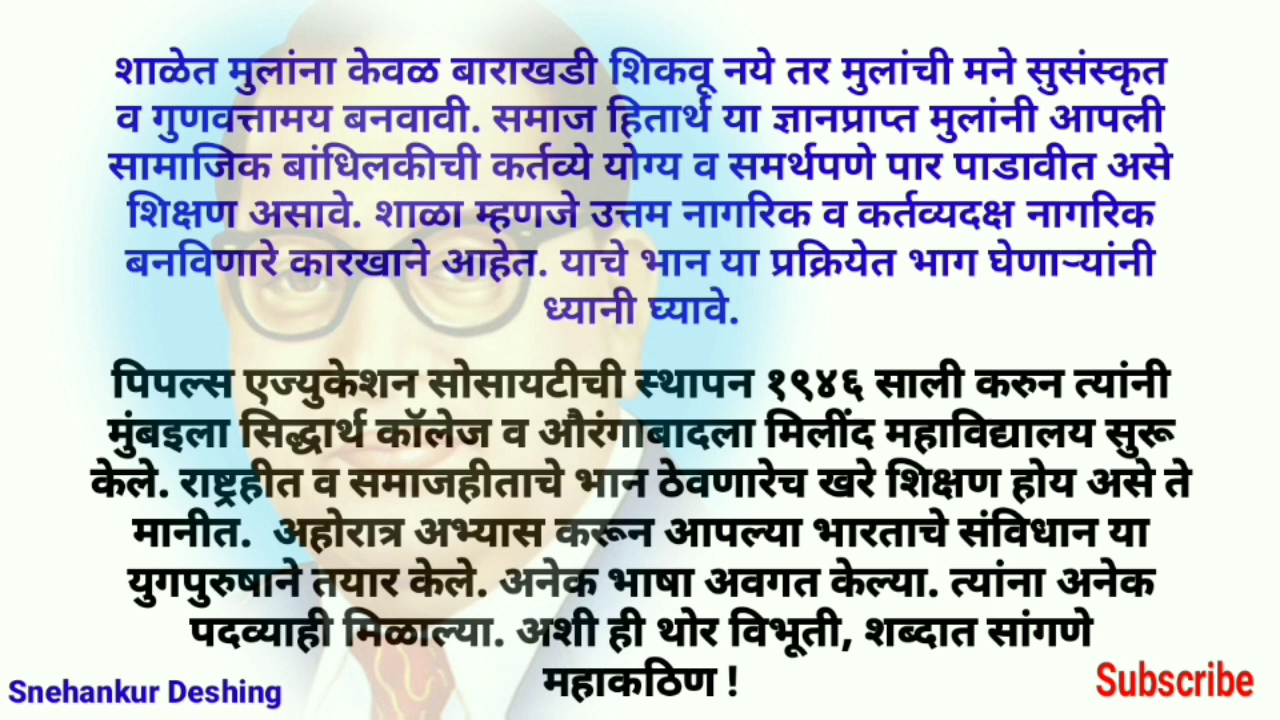 शाळेत मुलांना केवळ बाराखडी शिकवू नये तर मुलांची मने सुसंस्कृत
व गुणवत्तामय बनवावी. समाज हितार्थ या ज्ञानप्राप्त मुलांनी आपली
सामाजिक बांधिलकीची कर्तव्ये योग्य व समर्थपणे पार पाडावीत असे
शिक्षण असावे. शाळा म्हणजे उत्तम नागरिक व कर्तव्यदक्ष नागरिक
बनविणारे कारखाने आहेत. याचे भान या प्रक्रियेत भाग घेणाऱ्यांनी
ध्यानी घ्यावे.
पिपल्स एज्युकेशन सोसायटीची स्थापन १९४६ साली करुन त्यांनी
मुंबइला सिद्धार्थ कॉलेज व औरंगाबादला मिलींद महाविद्यालय सुरू
केले. राष्ट्रहीत व समाजहीताचे भान ठेवणारेच खरे शिक्षण होय असे ते
मानीत. अहोरात्र अभ्यास करून आपल्या भारताचे संविधान या
युगपुरुषाने तयार केले. अनेक भाषा अवगत केल्या. त्यांना अनेक
पदव्याही मिळाल्या. अशी ही थोर विभूती, शब्दात सांगणे
महाकठिण !
Snehankur Deshing
Subscribe